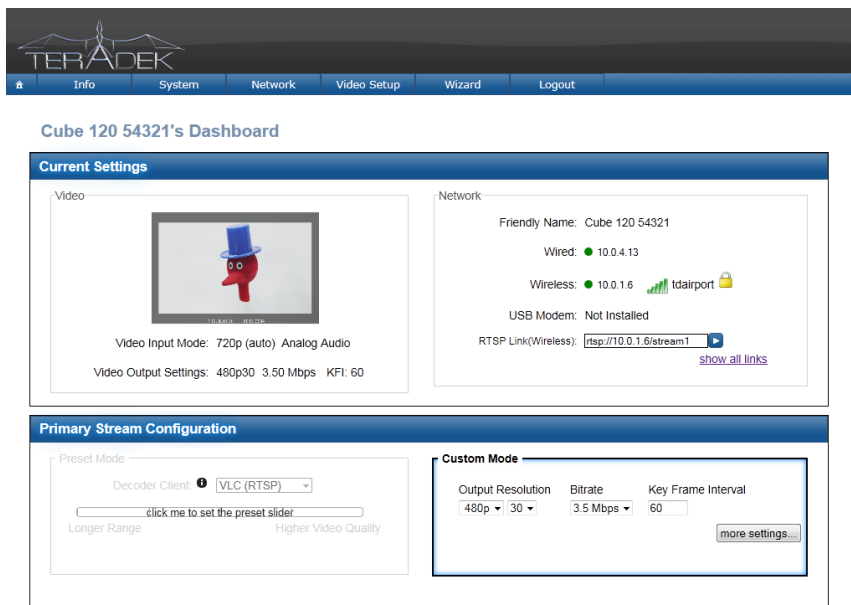 TERADEK
Info System Network Video Setup Wizard Logout
Cube 120 54321's Dashboard
Current Settings
Video
Video Input Mode: 720p (auto) Analog Audio
Video Output Settings: 480p30 3.50 Mbps KFI: 60
Network
Friendly Name: Cube 120 54321
Wired: 10.0.4.13
Wireless: 10.0.1.6 tdairport
USB Modem: Not Installed
RTSP Link(Wireless): rtsp://10.0.1.6/stream1
show all links
Primary Stream Configuration
Preset Mode
Decoder Client: VLC (RTSP)
click me to set the preset slider
Longer Range Higher Video Quality
Custom Mode
Output Resolution Bitrate Key Frame Interval
480p 30 3.5 Mbps 60
more settings...